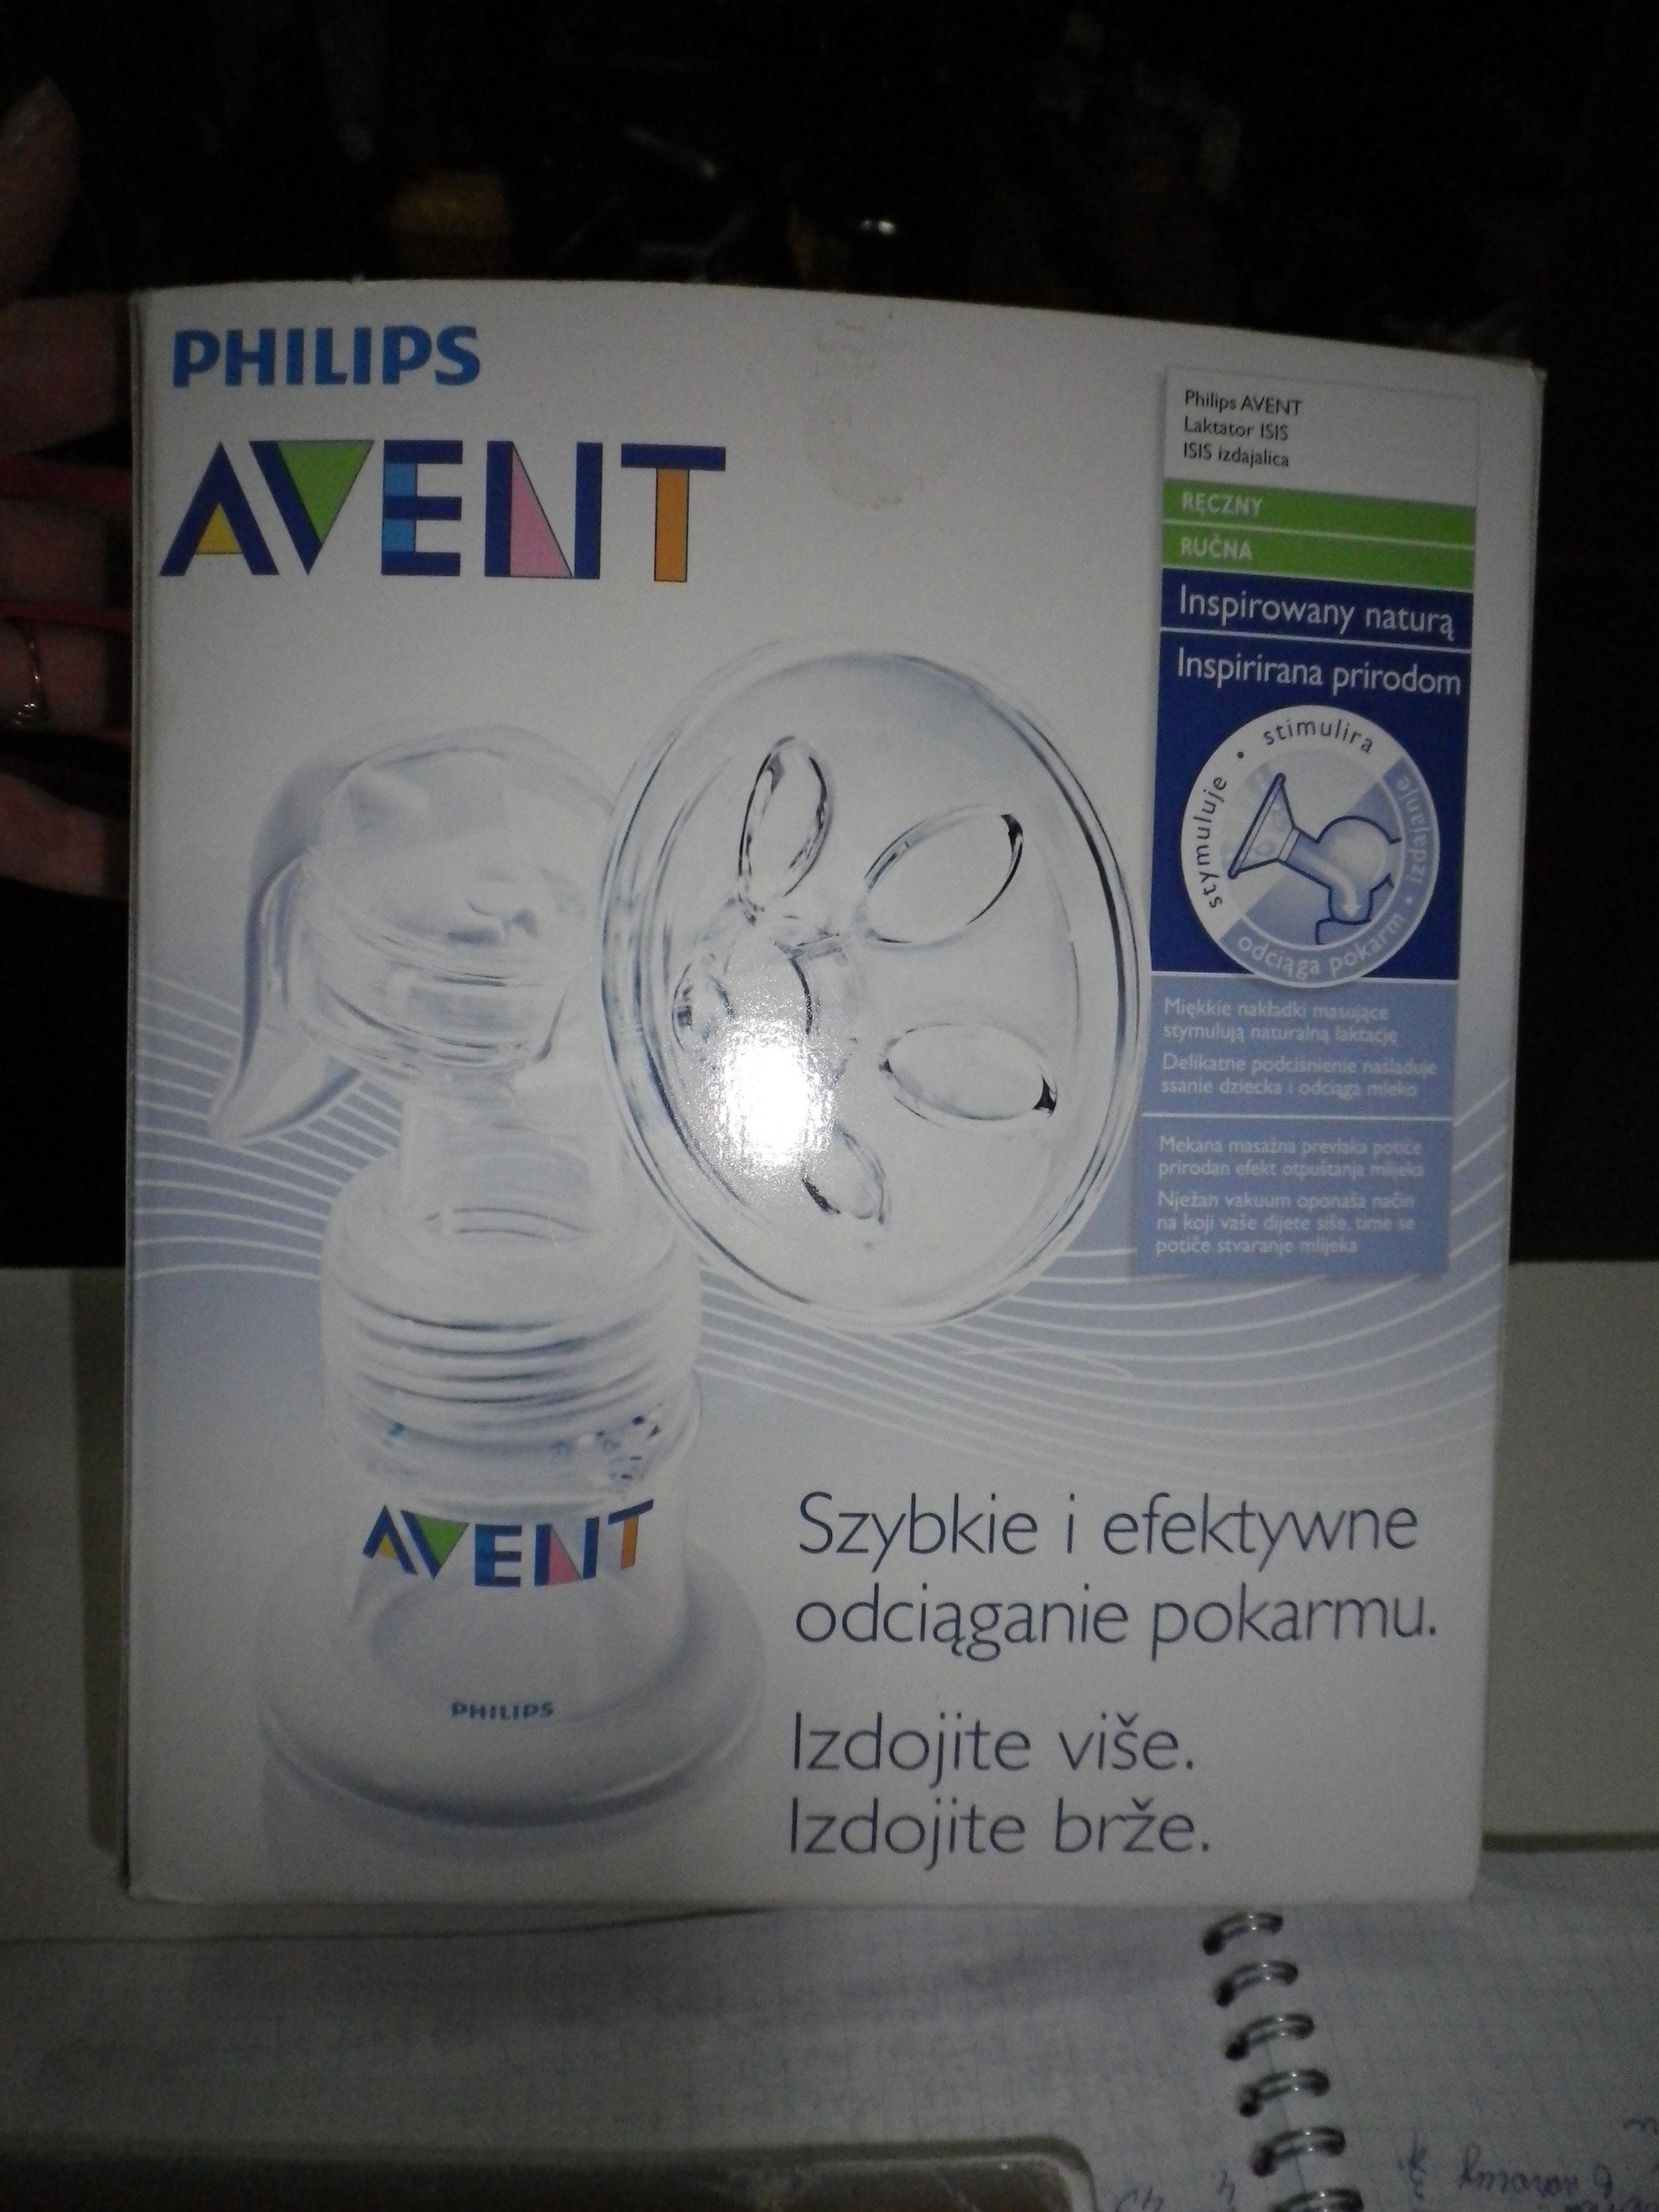 PHILIPS
AVENT
Philips AVENT
Laktator ISIS
ISIS izdajalica
RĘCZNY
RUČNA
Inspirowany naturą
Inspirirana prirodom
stymuluje • stimulira
odciąga pokarm • izdajanje
Miękkie nakładki masujące
stymulują naturalną laktację
Delikatne podciśnienie naśladuje
ssanie dziecka i odciąga mleko
Mekana masažna prevlaka potiče
prirodan efekt otpuštanja mlijeka
Nježan vakuum oponaša način
na koji vaše dijete siše, time se
potiče stvaranje mlijeka
AVENT
PHILIPS
Szybkie i efektywne
odciąganie pokarmu.
Izdojite više.
Izdojite brže.